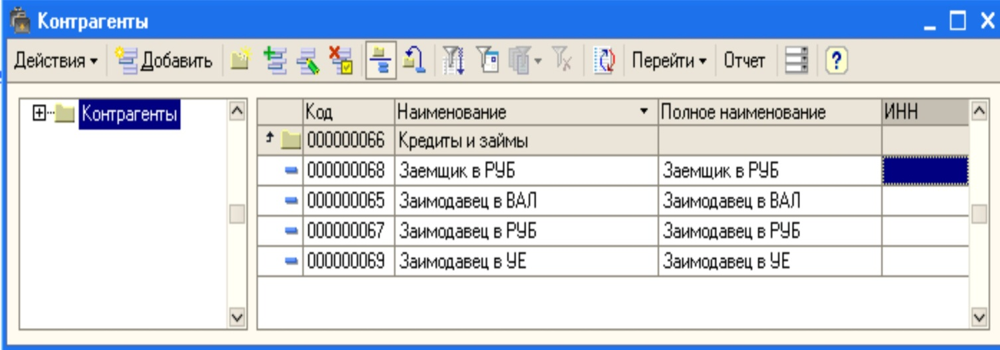 Контрагенты
Действия Добавить Перейти Отчет ?
Контрагенты
Код Наименование Полное наименование ИНН
000000066 Кредиты и займы
000000068 Заемщик в РУБ Заемщик в РУБ
000000065 Заимодавец в ВАЛ Заимодавец в ВАЛ
000000067 Заимодавец в РУБ Заимодавец в РУБ
000000069 Заимодавец в УЕ Заимодавец в УЕ